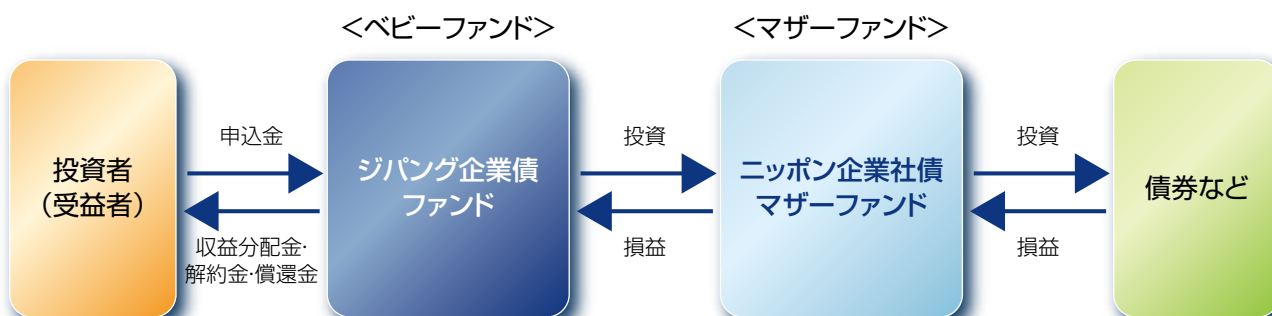 ＜ベビーファンド＞
＜マザーファンド＞
投資者
（受益者）
申込金
収益分配金・
解約金・償還金
ジパング企業債
ファンド
投資
損益
ニッポン企業社債
マザーファンド
投資
損益
債券など